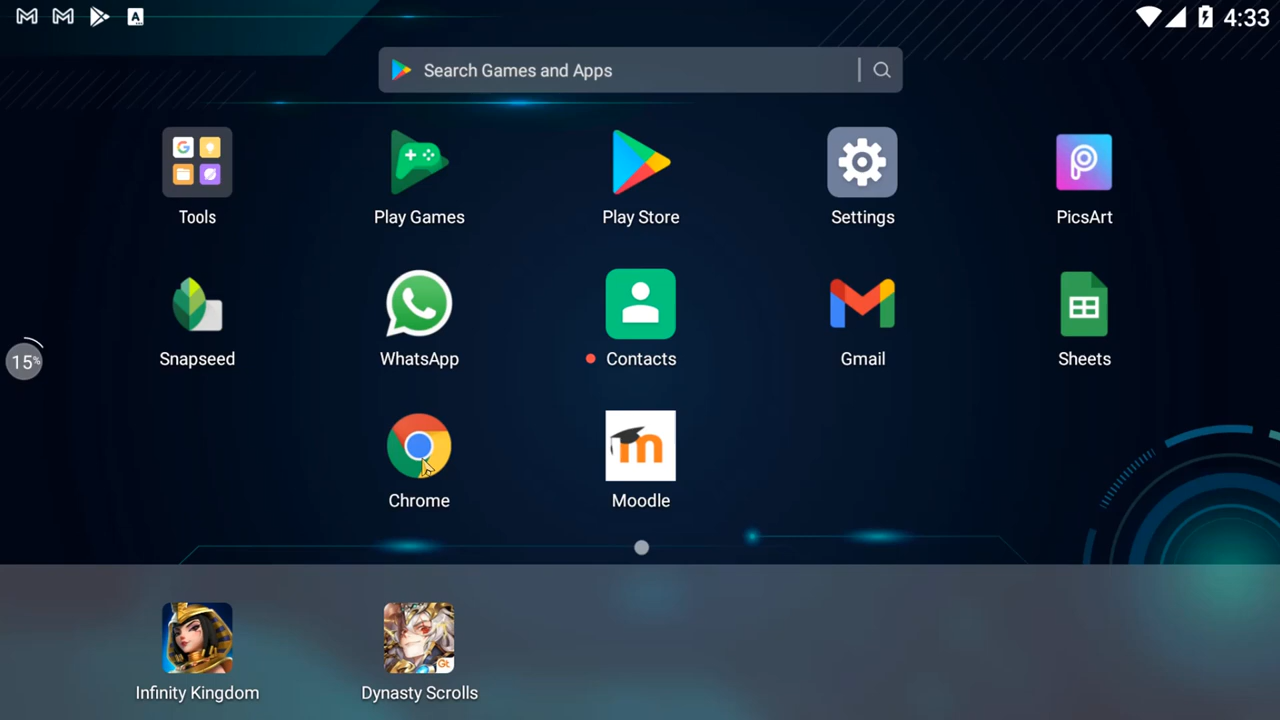 4:33
Search Games and Apps
Tools
Play Games
Play Store
Settings
PicsArt
Snapseed
WhatsApp
Contacts
Gmail
Sheets
15%
Chrome
Moodle
Infinity Kingdom
Dynasty Scrolls